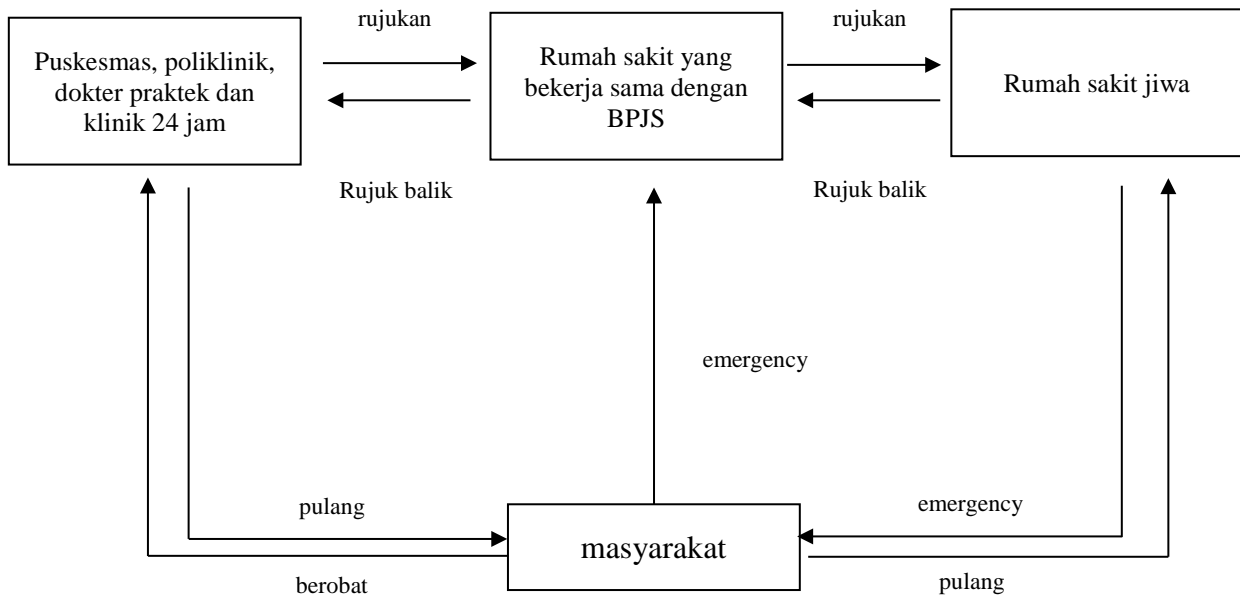 rujukan
rujukan
Puskesmas, poliklinik,
dokter praktek dan
klinik 24 jam
Rumah sakit yang
bekerja sama dengan
BPJS
Rumah sakit jiwa
Rujuk balik
Rujuk balik
emergency
pulang
emergency
masyarakat
berobat
pulang